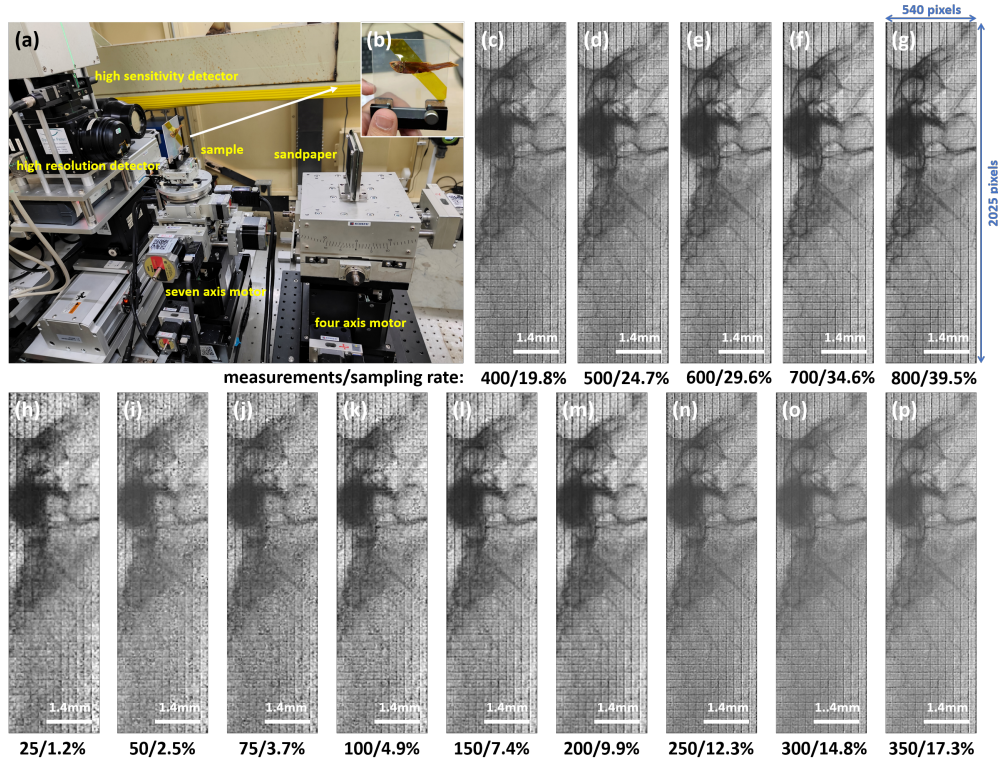 (a)
(b)
(c)
(d)
(e)
(f)
(g)
540 pixels
2025 pixels
high sensitivity detector
high resolution detector
sample
sandpaper
seven axis motor
four axis motor
1.4mm
1.4mm
1.4mm
1.4mm
1.4mm
measurements/sampling rate:
400/19.8%
500/24.7%
600/29.6%
700/34.6%
800/39.5%
(h)
(i)
(j)
(k)
(l)
(m)
(n)
(o)
(p)
1.4mm
1.4mm
1.4mm
1.4mm
1.4mm
1.4mm
1.4mm
1..4mm
1.4mm
25/1.2%
50/2.5%
75/3.7%
100/4.9%
150/7.4%
200/9.9%
250/12.3%
300/14.8%
350/17.3%